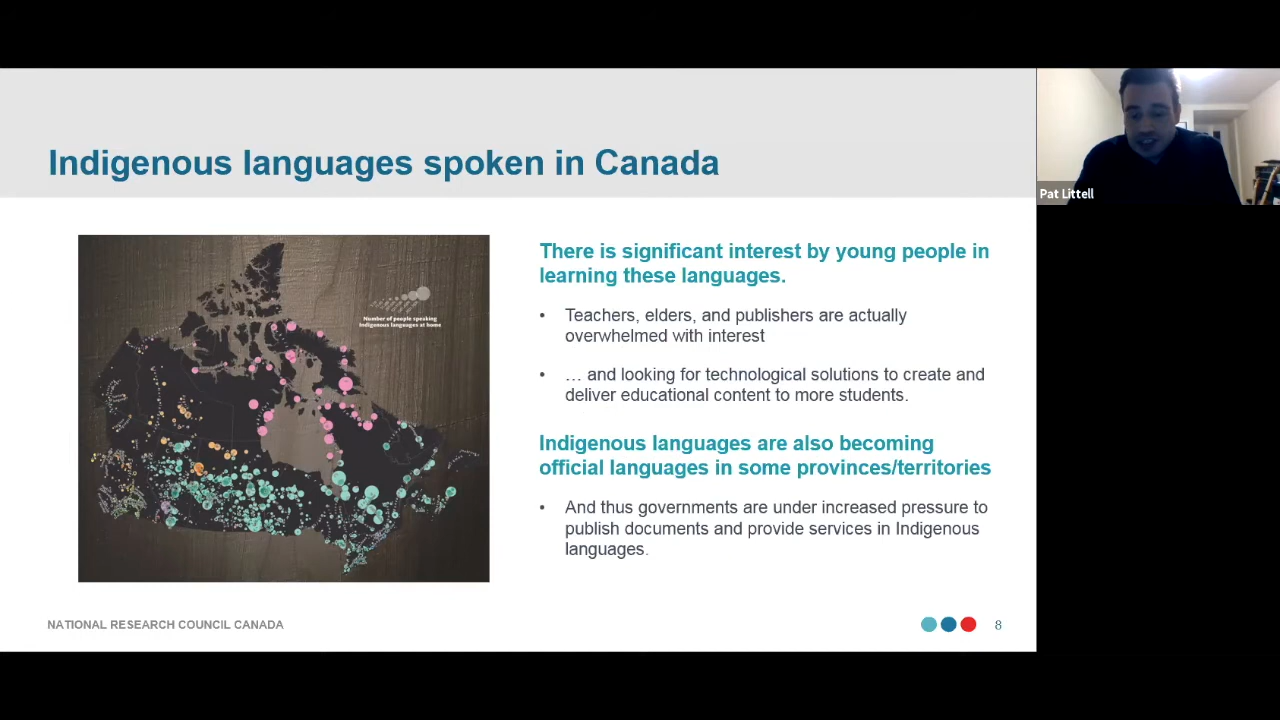 Indigenous languages spoken in Canada
Pat Littell
Number of people speaking
Indigenous languages at home
There is significant interest by young people in
learning these languages.
• Teachers, elders, and publishers are actually
overwhelmed with interest
• … and looking for technological solutions to create and
deliver educational content to more students.
Indigenous languages are also becoming
official languages in some provinces/territories
• And thus governments are under increased pressure to
publish documents and provide services in Indigenous
languages.
NATIONAL RESEARCH COUNCIL CANADA
8